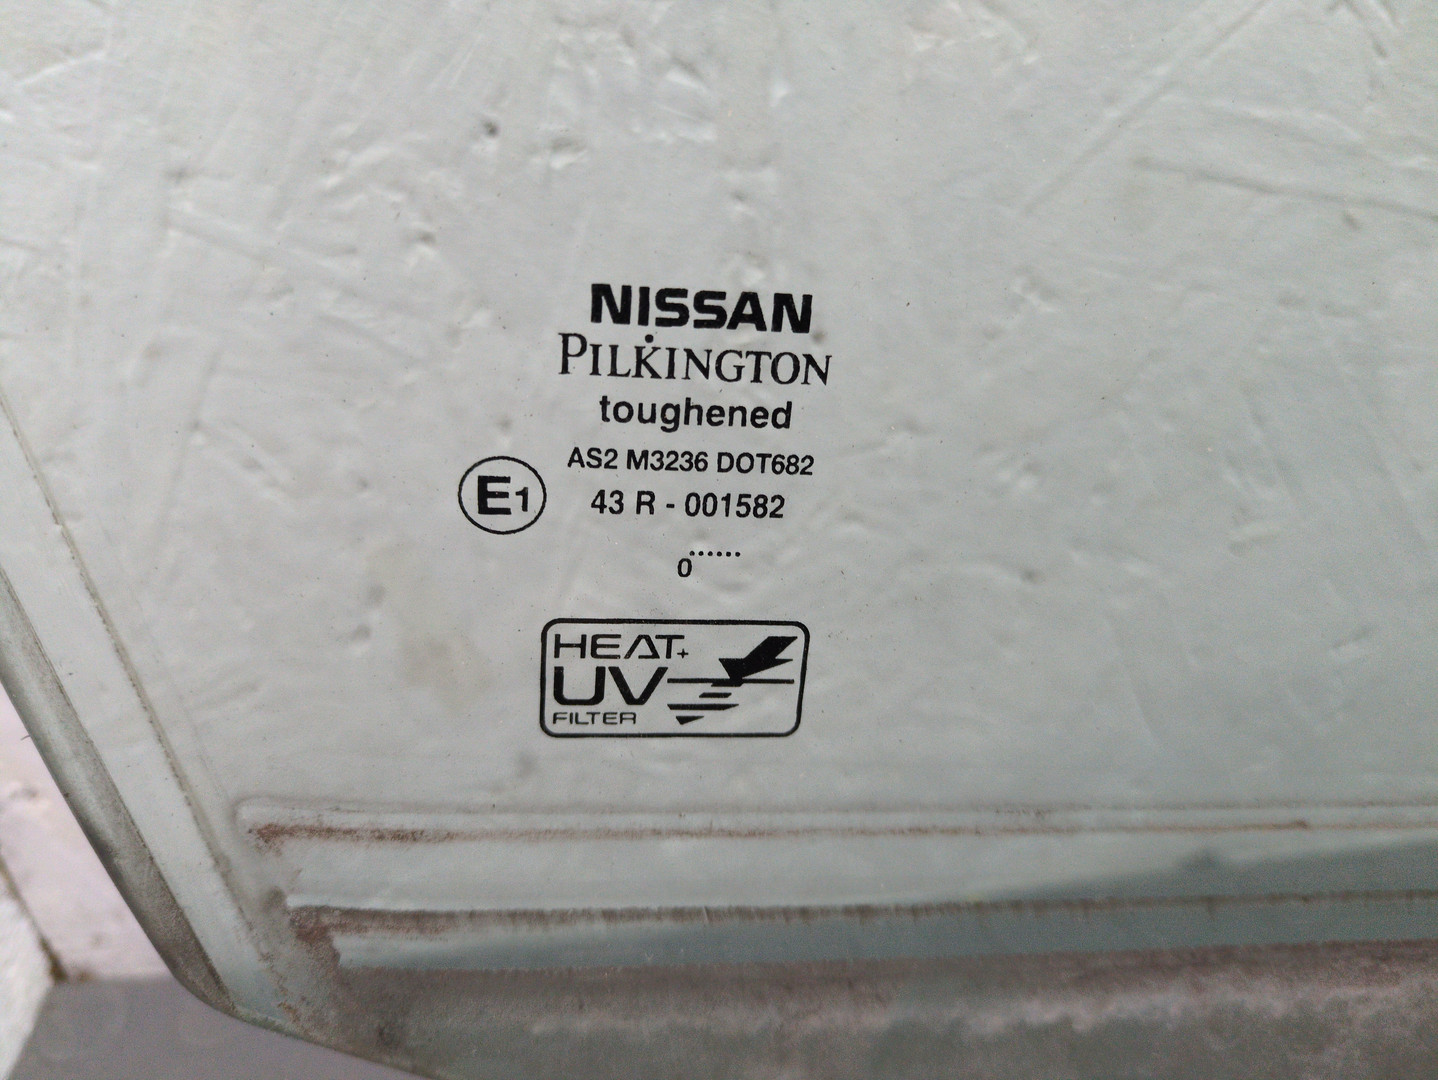 NISSAN
PILKINGTON
toughened
AS2 M3236 DOT682
E1
43 R - 001582
0......
HEAT+
UV
FILTER